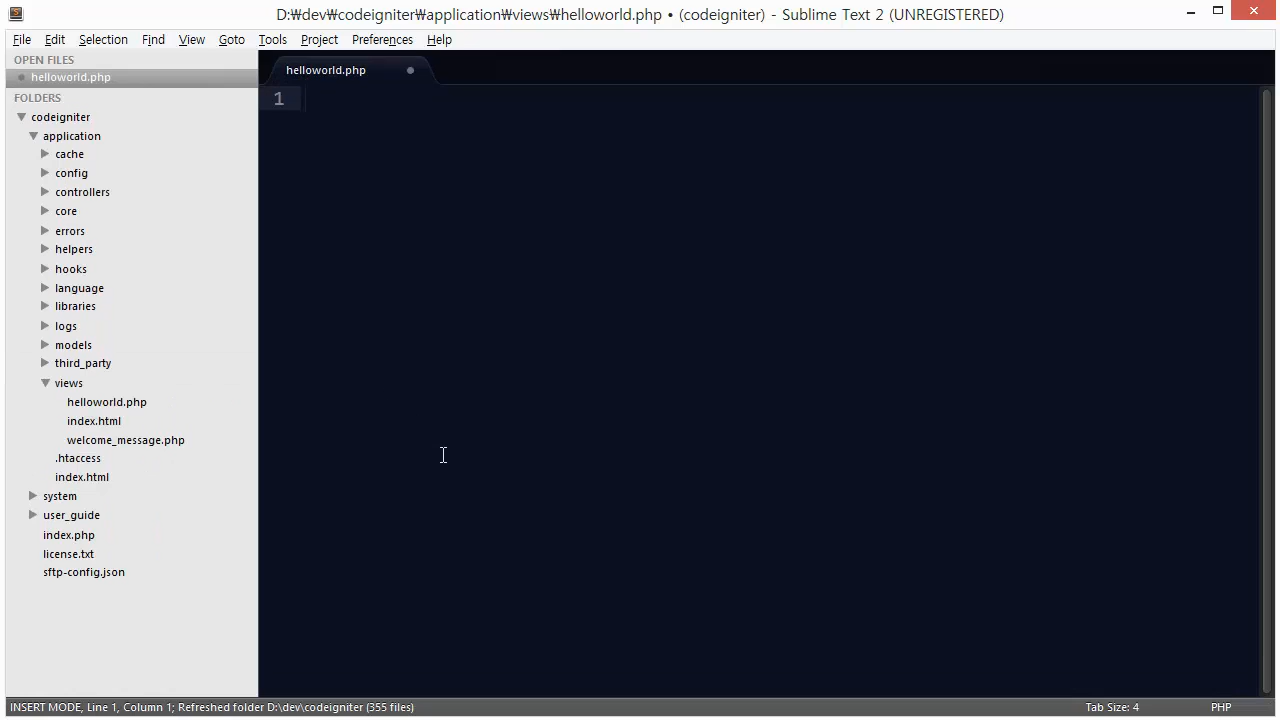 D:₩dev₩codeigniter₩application₩views₩helloworld.php • (codeigniter) - Sublime Text 2 (UNREGISTERED)
File Edit Selection Find View Goto Tools Project Preferences Help
OPEN FILES
helloworld.php
FOLDERS
codeigniter
application
cache
config
controllers
core
errors
helpers
hooks
language
libraries
logs
models
third_party
views
helloworld.php
index.html
welcome_message.php
.htaccess
index.html
system
user_guide
index.php
license.txt
sftp-config.json
helloworld.php
1
INSERT MODE, Line 1, Column 1; Refreshed folder D:\dev\codeigniter (355 files)
Tab Size: 4
PHP